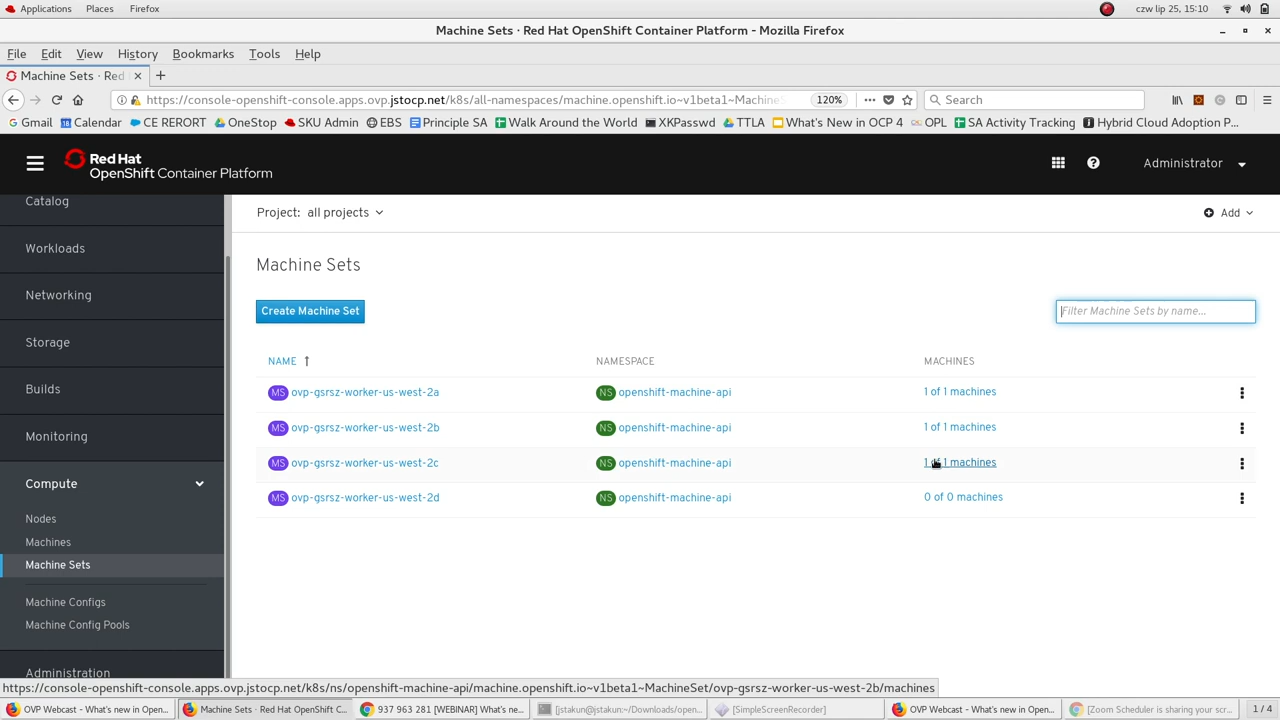 Applications Places Firefox czw lip 25, 15:10
Machine Sets · Red Hat OpenShift Container Platform - Mozilla Firefox
File Edit View History Bookmarks Tools Help
Machine Sets · Red
https://console-openshift-console.apps.ovp.jstocp.net/k8s/all-namespaces/machine.openshift.io~v1beta1~MachineS 120% Search
Gmail Calendar CE RERORT OneStop SKU Admin EBS Principle SA Walk Around the World XKPasswd TTLA What's New in OCP 4 OPL SA Activity Tracking Hybrid Cloud Adoption P...
Red Hat
OpenShift Container Platform
Administrator
Catalog
Workloads
Networking
Storage
Builds
Monitoring
Compute
Nodes
Machines
Machine Sets
Machine Configs
Machine Config Pools
Administration
Project: all projects Add
Machine Sets
Create Machine Set Filter Machine Sets by name...
NAME NAMESPACE MACHINES
MS ovp-gsrsz-worker-us-west-2a NS openshift-machine-api 1 of 1 machines
MS ovp-gsrsz-worker-us-west-2b NS openshift-machine-api 1 of 1 machines
MS ovp-gsrsz-worker-us-west-2c NS openshift-machine-api 1 of 1 machines
MS ovp-gsrsz-worker-us-west-2d NS openshift-machine-api 0 of 0 machines
https://console-openshift-console.apps.ovp.jstocp.net/k8s/ns/openshift-machine-api/machine.openshift.io~v1beta1~MachineSet/ovp-gsrsz-worker-us-west-2b/machines
OVP Webcast - What's new in Open... Machine Sets · Red Hat OpenShift C... 937 963 281 [WEBINAR] What's ne... [jstakun@jstakun:~/Downloads/open... [SimpleScreenRecorder] OVP Webcast - What's new in Open... [Zoom Scheduler is sharing your scr... 1 / 4